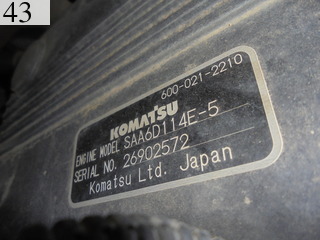 43
600-021-2210
KOMATSU
ENGINE MODEL SAA6D114E-5
SERIAL NO. 26902572
Komatsu Ltd. Japan